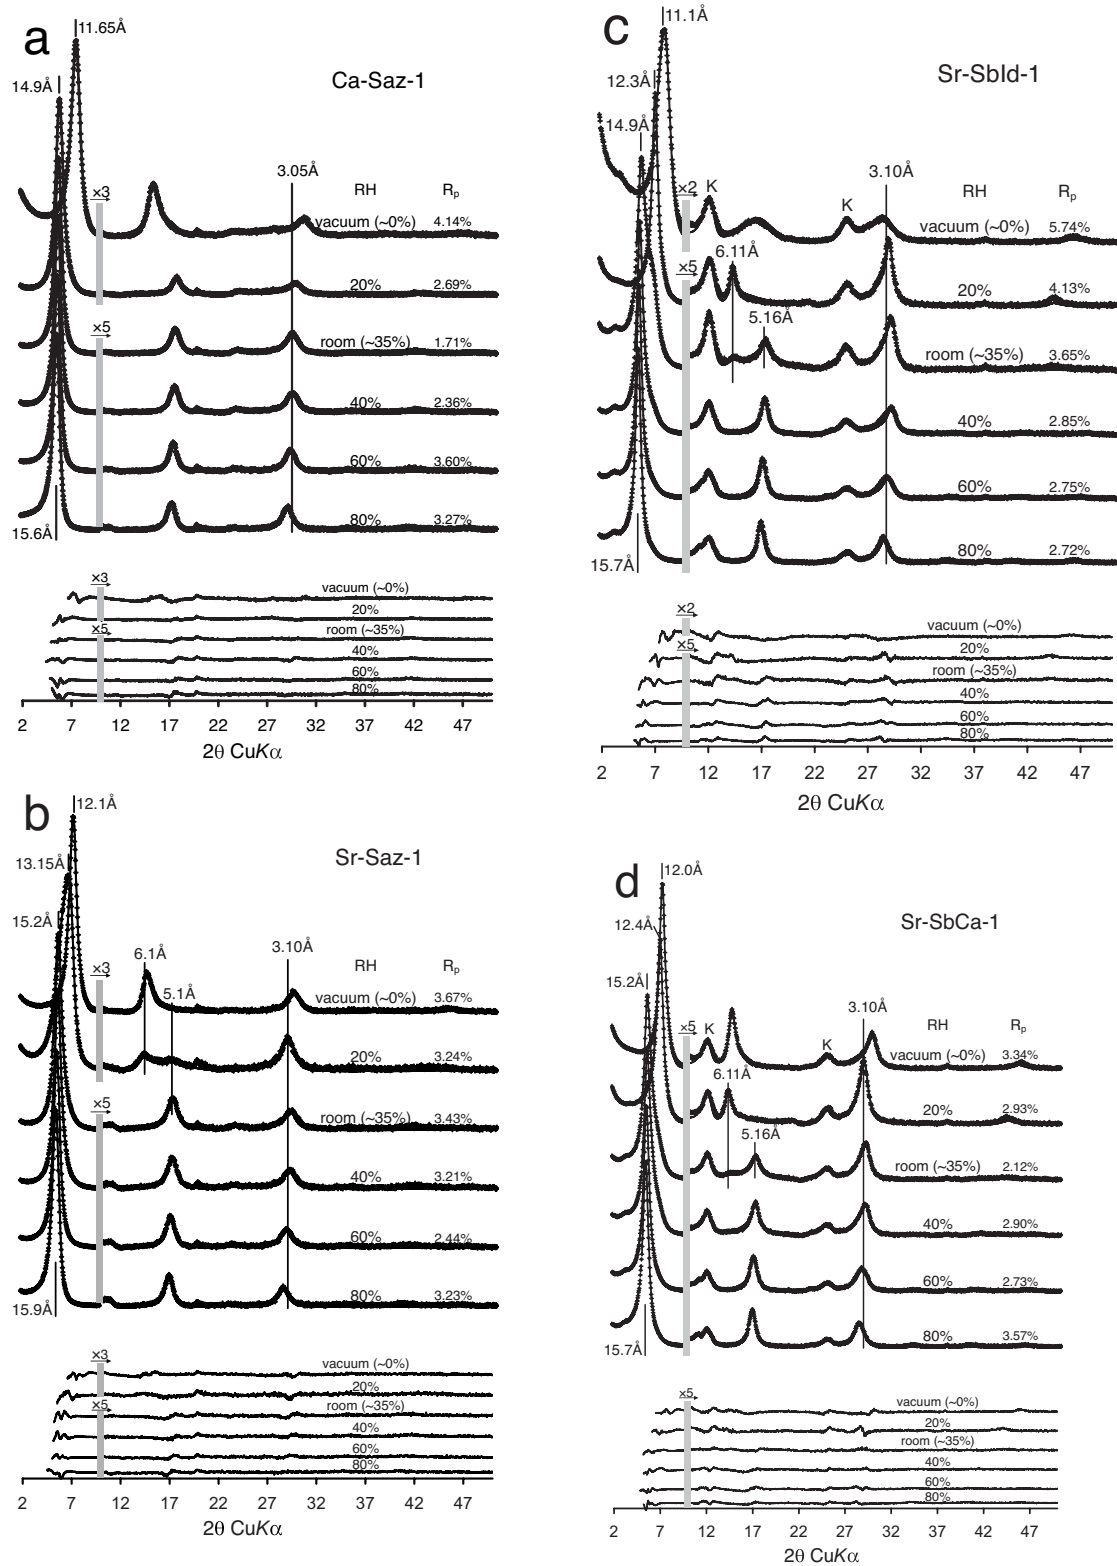 a
11.65Å
Ca-Saz-1
14.9Å
3.05Å
RH
Rp
×3
vacuum (~0%)
4.14%
20%
2.69%
×5
room (~35%)
1.71%
40%
2.36%
60%
3.60%
80%
3.27%
15.6Å
×3
vacuum (~0%)
20%
×5
room (~35%)
40%
60%
80%
2 7 12 17 22 27 32 37 42 47
2θ CuKα
b
12.1Å
Sr-Saz-1
13.15Å
15.2Å
6.1Å
3.10Å
RH
Rp
×3
5.1Å
vacuum (~0%)
3.67%
20%
3.24%
×5
room (~35%)
3.43%
40%
3.21%
60%
2.44%
80%
3.23%
15.9Å
×3
vacuum (~0%)
20%
×5
room (~35%)
40%
60%
80%
2 7 12 17 22 27 32 37 42 47
2θ CuKα
c
11.1Å
Sr-SbId-1
12.3Å
14.9Å
3.10Å
×2
K
K
RH
Rp
vacuum (~0%)
5.74%
6.11Å
×5
20%
4.13%
5.16Å
room (~35%)
3.65%
40%
2.85%
60%
2.75%
80%
2.72%
15.7Å
×2
vacuum (~0%)
×5
20%
room (~35%)
40%
60%
80%
2 7 12 17 22 27 32 37 42 47
2θ CuKα
d
12.0Å
Sr-SbCa-1
12.4Å
15.2Å
3.10Å
×5
K
K
RH
Rp
vacuum (~0%)
3.34%
6.11Å
20%
2.93%
5.16Å
room (~35%)
2.12%
40%
2.90%
60%
2.73%
80%
3.57%
15.7Å
×5
vacuum (~0%)
20%
room (~35%)
40%
60%
80%
2 7 12 17 22 27 32 37 42 47
2θ CuKα